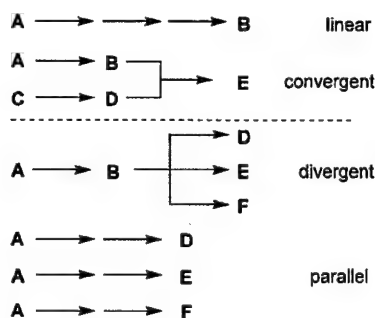 A B linear
A B
E convergent
C D
D
A B E divergent
F
A D
A E parallel
A F